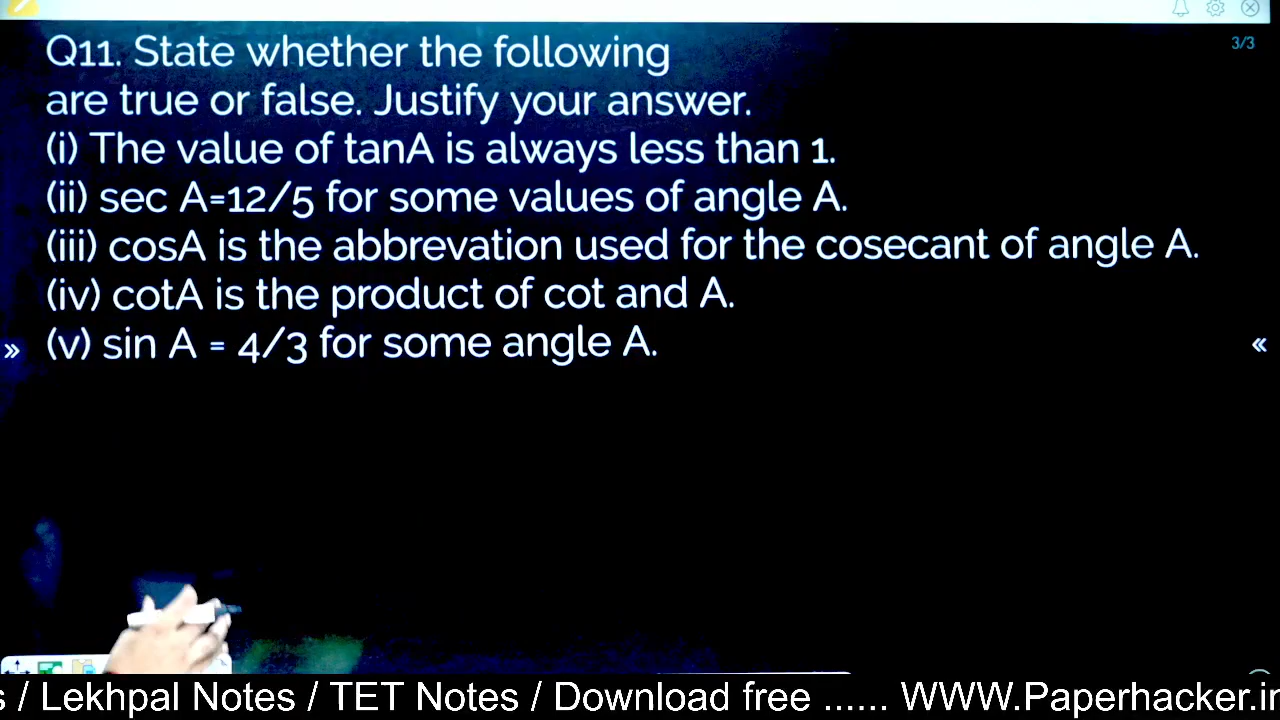 3/3
Q11. State whether the following
are true or false. Justify your answer.
(i) The value of tanA is always less than 1.
(ii) sec A=12/5 for some values of angle A.
(iii) cosA is the abbrevation used for the cosecant of angle A.
(iv) cotA is the product of cot and A.
(v) sin A = 4/3 for some angle A.
/ Lekhpal Notes / TET Notes / Download free ...... WWW.Paperhacker.in